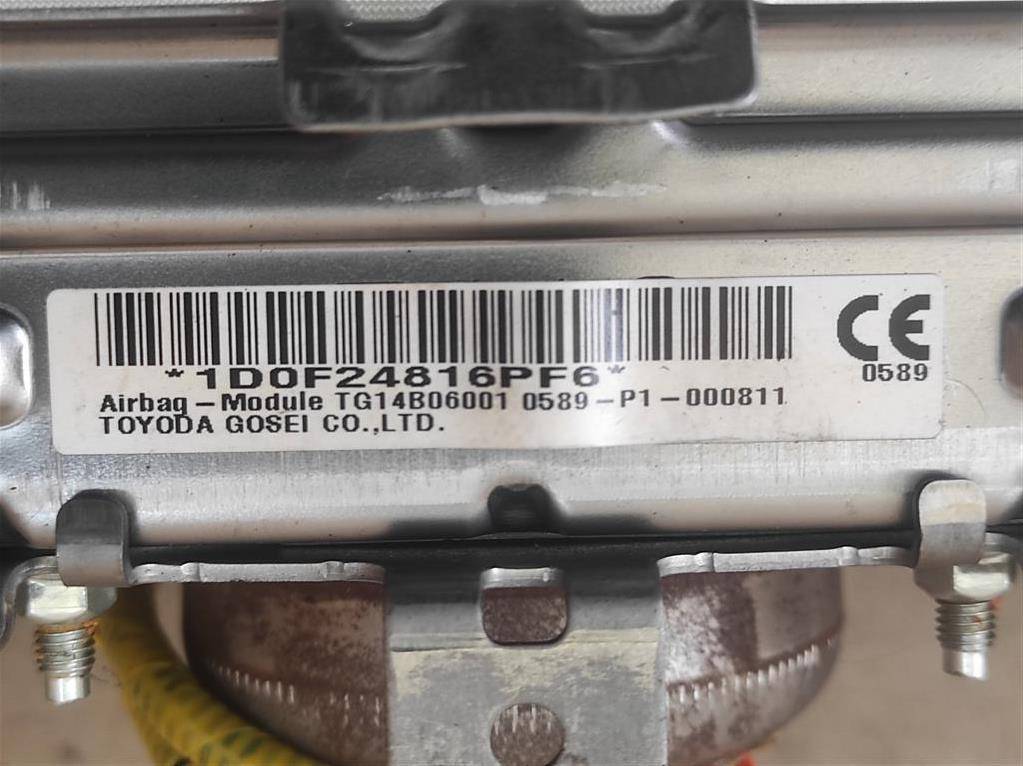 *1D0F24816PF6*
CE
0589
Airbag-Module TG14B06001 0589-P1-000811
TOYODA GOSEI CO.,LTD.